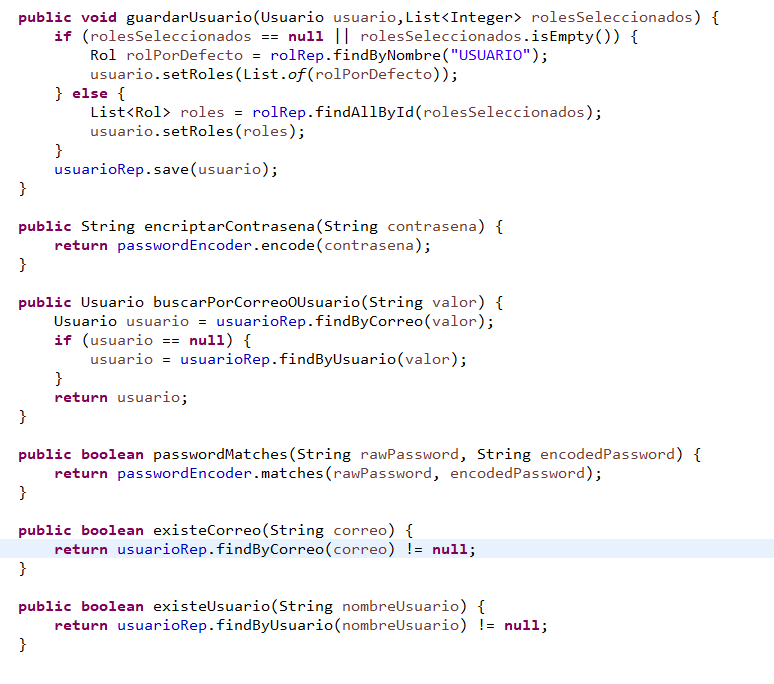 public void guardarUsuario(Usuario usuario,List<Integer> rolesSeleccionados) {
    if (rolesSeleccionados == null || rolesSeleccionados.isEmpty()) {
        Rol rolPorDefecto = rolRep.findByNombre("USUARIO");
        usuario.setRoles(List.of(rolPorDefecto));
    } else {
        List<Rol> roles = rolRep.findAllById(rolesSeleccionados);
        usuario.setRoles(roles);
    }
    usuarioRep.save(usuario);
}

public String encriptarContrasena(String contrasena) {
    return passwordEncoder.encode(contrasena);
}

public Usuario buscarPorCorreoOUsuario(String valor) {
    Usuario usuario = usuarioRep.findByCorreo(valor);
    if (usuario == null) {
        usuario = usuarioRep.findByUsuario(valor);
    }
    return usuario;
}

public boolean passwordMatches(String rawPassword, String encodedPassword) {
    return passwordEncoder.matches(rawPassword, encodedPassword);
}

public boolean existeCorreo(String correo) {
    return usuarioRep.findByCorreo(correo) != null;
}

public boolean existeUsuario(String nombreUsuario) {
    return usuarioRep.findByUsuario(nombreUsuario) != null;
}